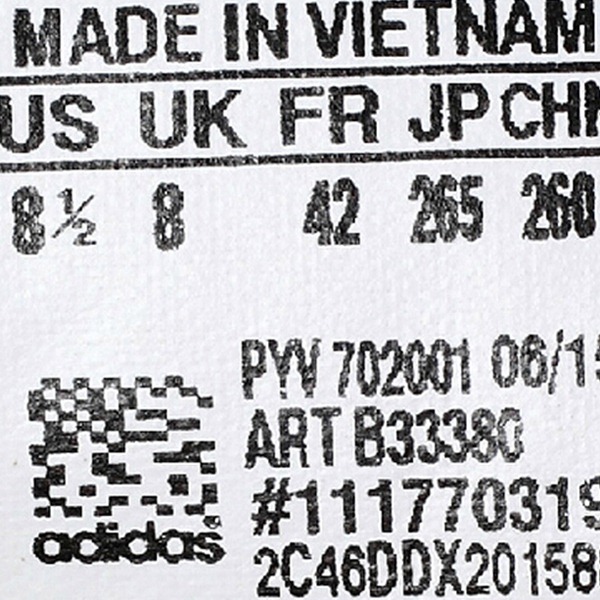 MADE IN VIETNAM
US UK FR JP CHN
8½ 8 42 265 260
PYV 702001 06/15
ART B33380
#111770319
adidas
2C46DDX20158